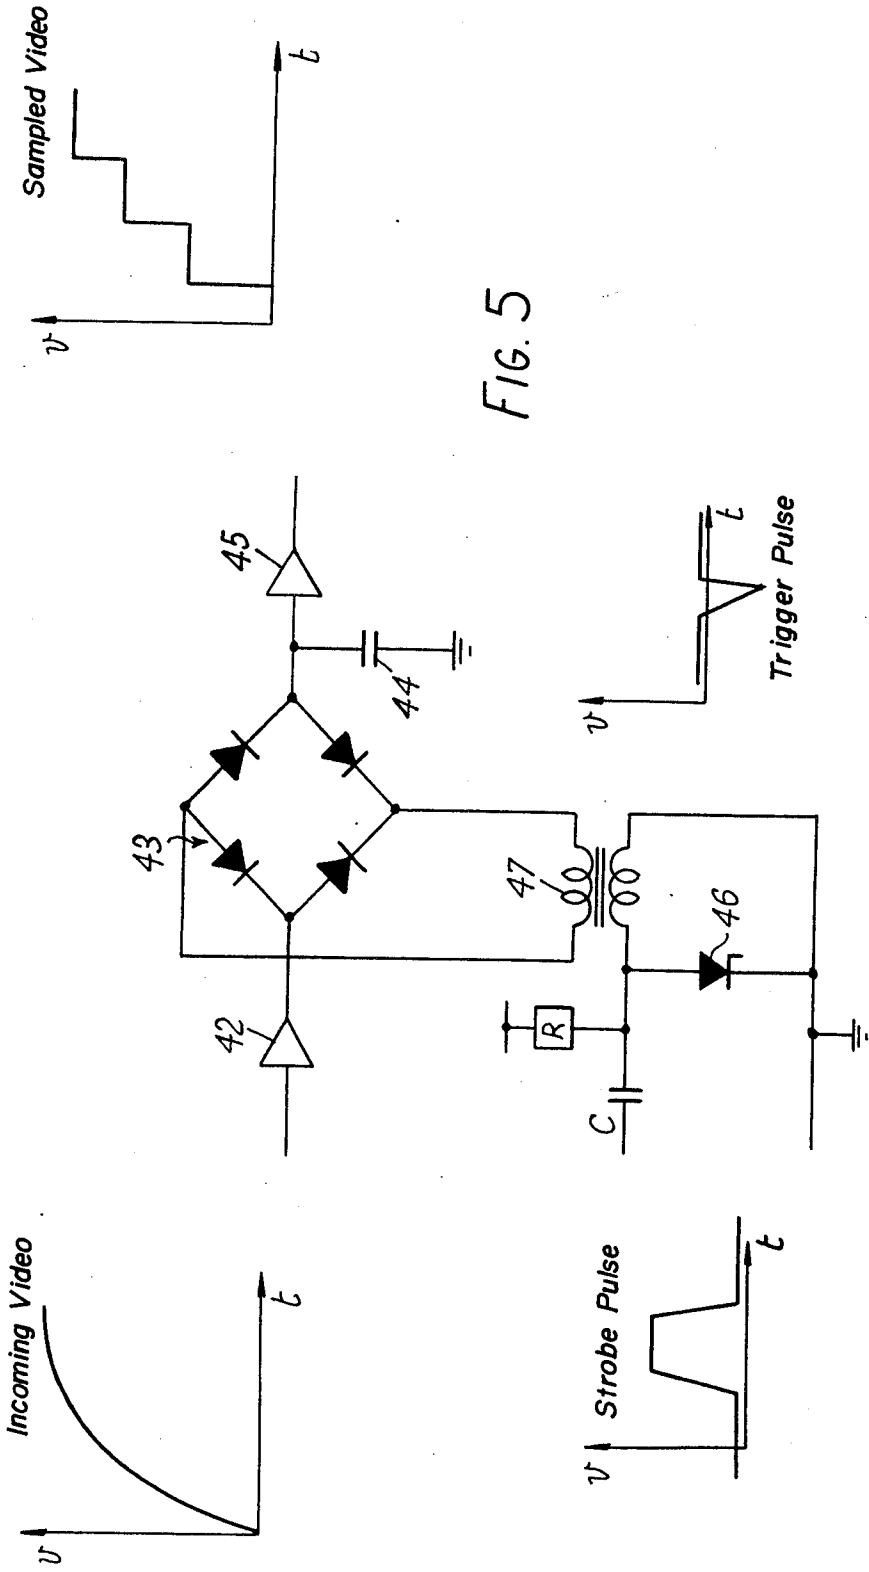 Incoming Video
v
t
Sampled Video
v
t
42
43
45
44
FIG. 5
R
C
47
46
Strobe Pulse
v
t
Trigger Pulse
v
t